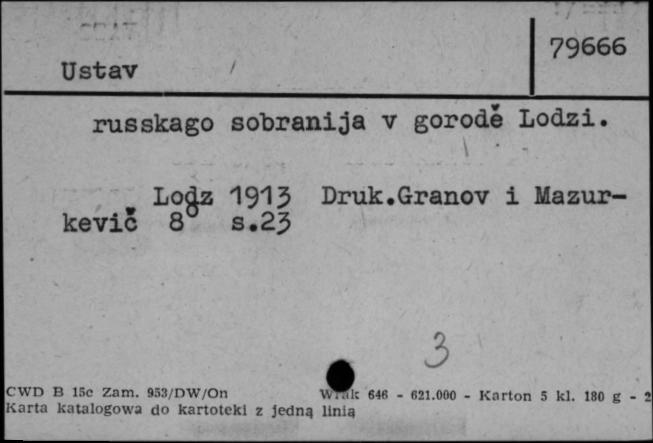 79666
Ustav
russkago sobranija v gorodě Lodzi.
Lodz 1913 Druk.Granov i Mazur-
kevič 8⁰ s.23
3
CWD B 15c Zam. 953/DW/On Wrak 646 - 621.000 - Karton 5 kl. 180 g - 2
Karta katalogowa do kartoteki z jedną linią